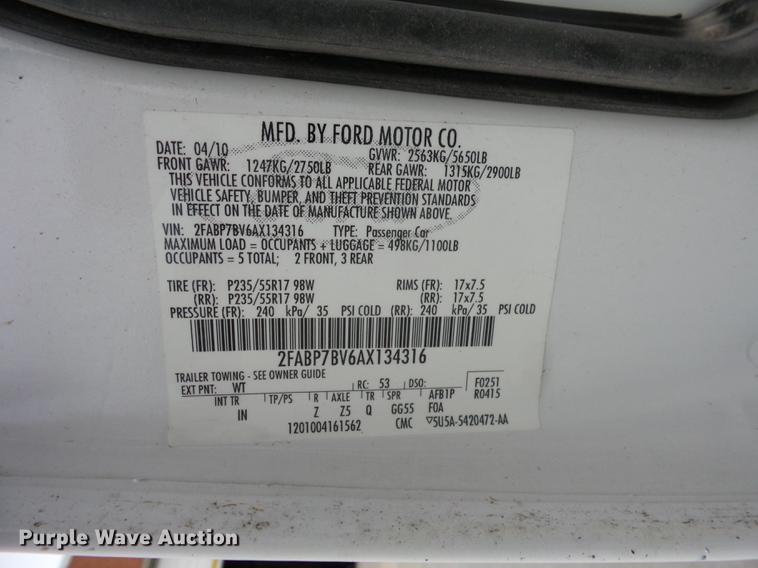 MFD. BY FORD MOTOR CO.
DATE: 04/10 GVWR: 2563KG/5650LB
FRONT GAWR: 1247KG/2750LB REAR GAWR: 1315KG/2900LB
THIS VEHICLE CONFORMS TO ALL APPLICABLE FEDERAL MOTOR
VEHICLE SAFETY, BUMPER, AND THEFT PREVENTION STANDARDS
IN EFFECT ON THE DATE OF MANUFACTURE SHOWN ABOVE.
VIN: 2FABP7BV6AX134316 TYPE: Passenger Car
MAXIMUM LOAD = OCCUPANTS + LUGGAGE = 498KG/1100LB
OCCUPANTS = 5 TOTAL; 2 FRONT, 3 REAR
TIRE (FR): P235/55R17 98W RIMS (FR): 17x7.5
(RR): P235/55R17 98W (RR): 17x7.5
PRESSURE (FR): 240 kPa/ 35 PSI COLD (RR): 240 kPa/ 35 PSI COLD
2FABP7BV6AX134316
TRAILER TOWING - SEE OWNER GUIDE
EXT PNT: WT RC: 53 DSO: F0251
INT TR TP/PS R AXLE TR SPR AFB1P R0415
IN Z Z5 Q GG55 FOA
1201004161562 CMC ▽5U5A-5420472-AA
Purple Wave Auction